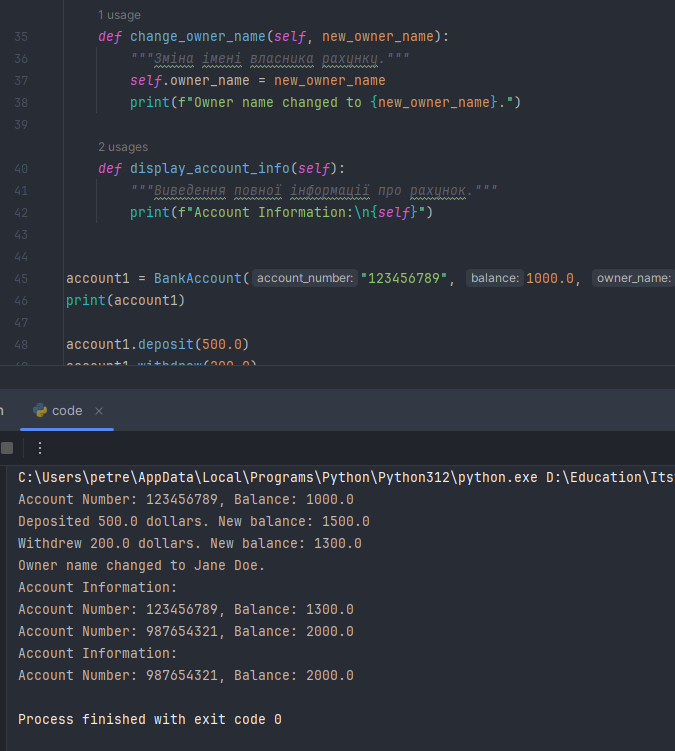 1 usage
35 def change_owner_name(self, new_owner_name):
36 """Зміна імені власника рахунку."""
37 self.owner_name = new_owner_name
38 print(f"Owner name changed to {new_owner_name}.")
39
2 usages
40 def display_account_info(self):
41 """Виведення повної інформації про рахунок."""
42 print(f"Account Information:\n{self}")
43
44
45 account1 = BankAccount( account_number: "123456789", balance: 1000.0, owner_name:
46 print(account1)
47
48 account1.deposit(500.0)
49 account1.withdraw(200.0)
code ×
C:\Users\petre\AppData\Local\Programs\Python\Python312\python.exe D:\Education\Its
Account Number: 123456789, Balance: 1000.0
Deposited 500.0 dollars. New balance: 1500.0
Withdrew 200.0 dollars. New balance: 1300.0
Owner name changed to Jane Doe.
Account Information:
Account Number: 123456789, Balance: 1300.0
Account Number: 987654321, Balance: 2000.0
Account Information:
Account Number: 987654321, Balance: 2000.0

Process finished with exit code 0